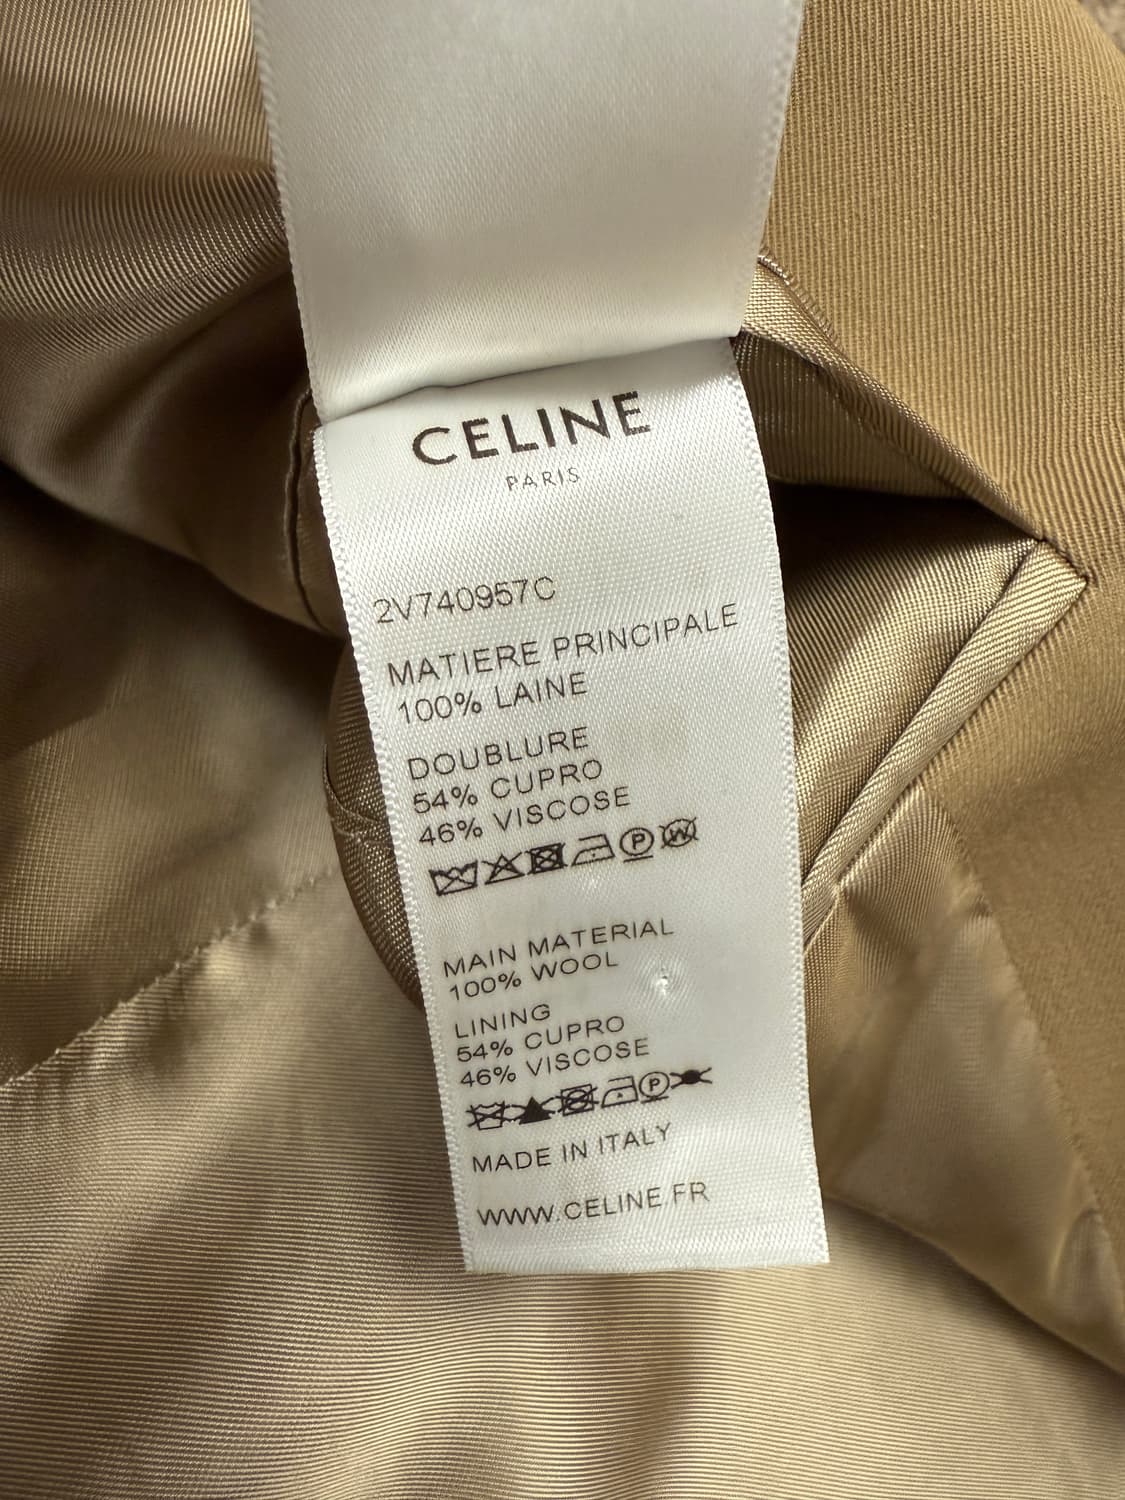 CELINE
PARIS
2V740957C
MATIERE PRINCIPALE
100% LAINE
DOUBLURE
54% CUPRO
46% VISCOSE
P W
MAIN MATERIAL
100% WOOL
LINING
54% CUPRO
46% VISCOSE
P
MADE IN ITALY
WWW.CELINE.FR